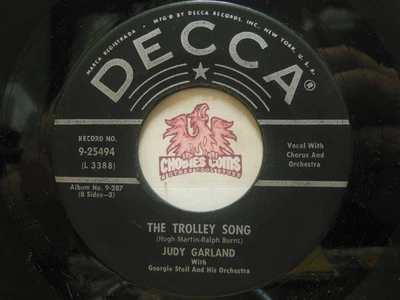 MARCA REGISTRADA • MFG'D BY DECCA RECORDS, INC., NEW YORK, U.S.A.
DECCA®
RECORD NO.
9-25494
(L 3388)
Vocal With
Chorus And
Orchestra
Album No. 9-287
(8 Sides-3)
CHOONES COMS
THE TROLLEY SONG
(Hugh Martin-Ralph Burns)
JUDY GARLAND
With
Georgie Stoll And His Orchestra